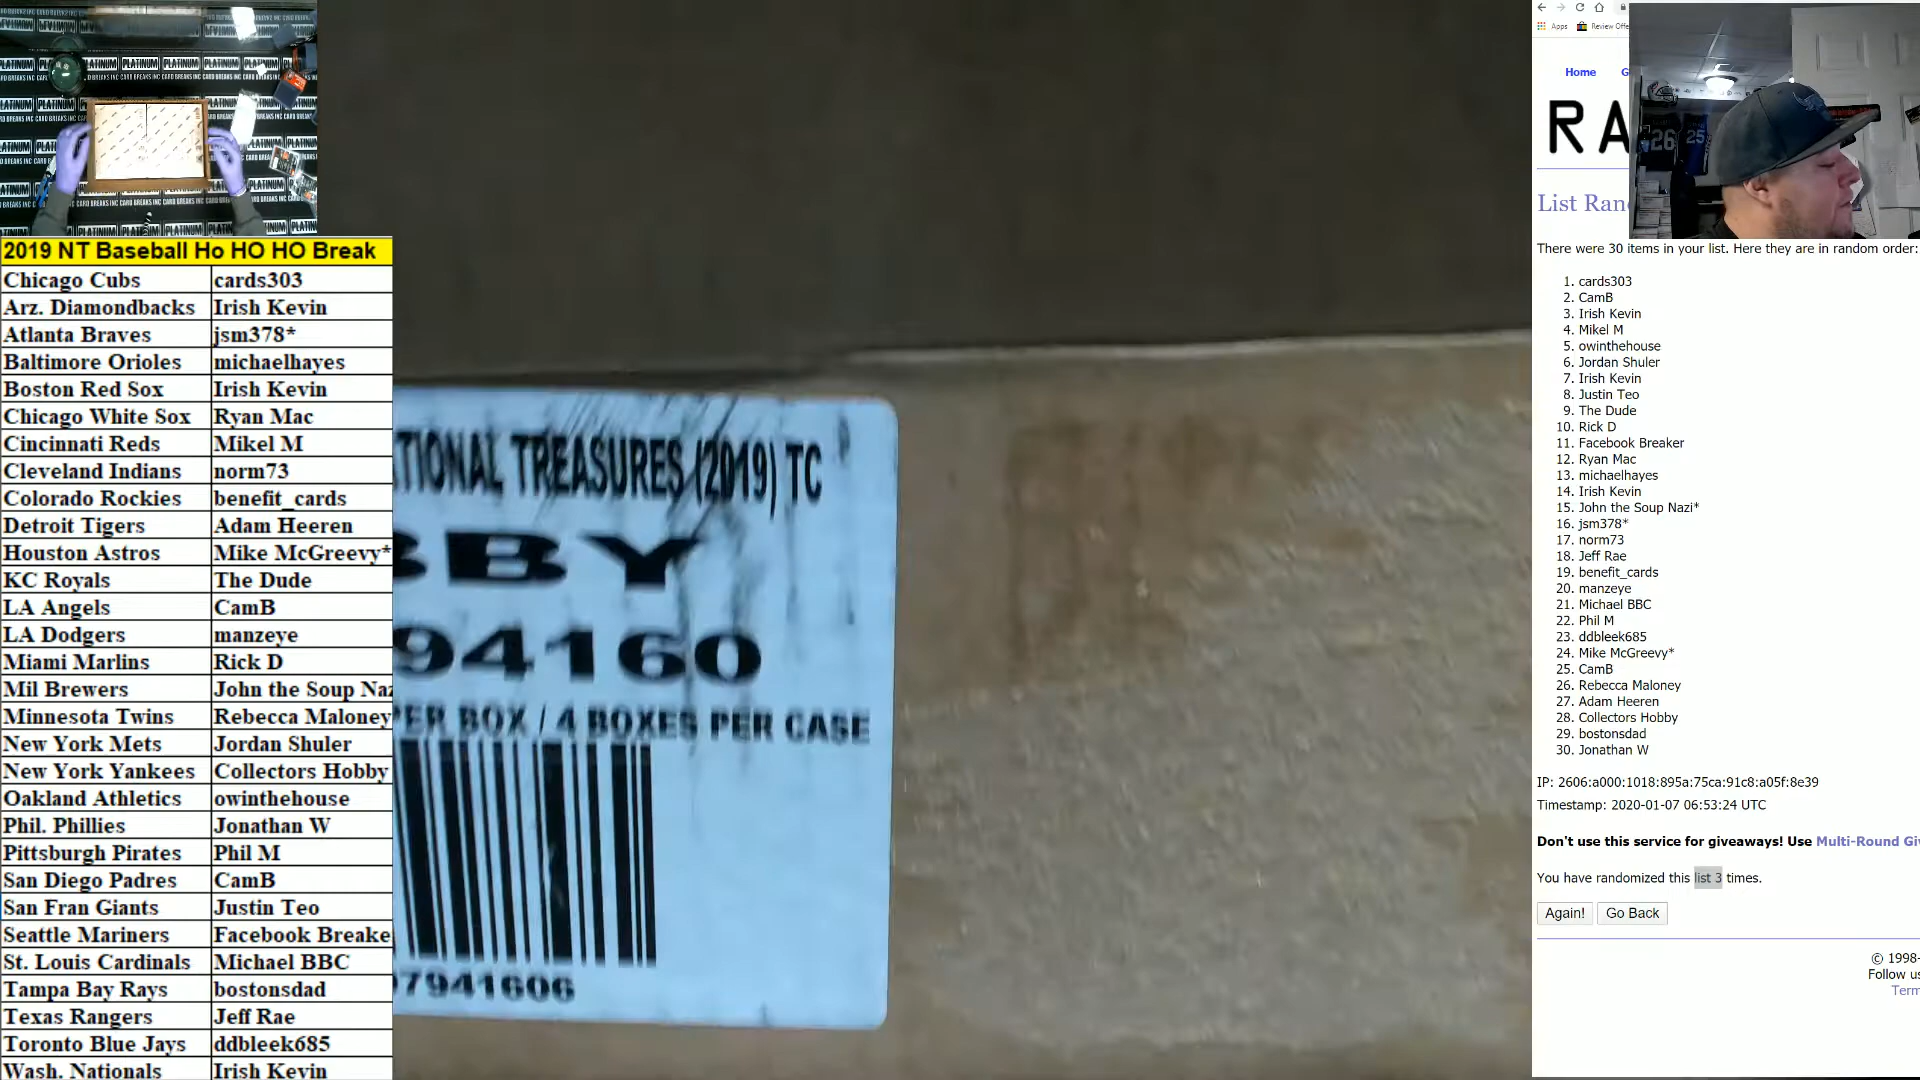 2019 NT Baseball Ho HO HO Break
Chicago Cubs cards303
Arz. Diamondbacks Irish Kevin
Atlanta Braves jsm378*
Baltimore Orioles michaelhayes
Boston Red Sox Irish Kevin
Chicago White Sox Ryan Mac
Cincinnati Reds Mikel M
Cleveland Indians norm73
Colorado Rockies benefit_cards
Detroit Tigers Adam Heeren
Houston Astros Mike McGreevy*
KC Royals The Dude
LA Angels CamB
LA Dodgers manzeye
Miami Marlins Rick D
Mil Brewers John the Soup Naz
Minnesota Twins Rebecca Maloney
New York Mets Jordan Shuler
New York Yankees Collectors Hobby
Oakland Athletics owinthehouse
Phil. Phillies Jonathan W
Pittsburgh Pirates Phil M
San Diego Padres CamB
San Fran Giants Justin Teo
Seattle Mariners Facebook Breake
St. Louis Cardinals Michael BBC
Tampa Bay Rays bostonsdad
Texas Rangers Jeff Rae
Toronto Blue Jays ddbleek685
Wash. Nationals Irish Kevin
TIONAL TREASURES (2019) TC
BBY
94160
PER BOX / 4 BOXES PER CASE
07941606
Apps Review Offe
Home G
RA
List Ran
There were 30 items in your list. Here they are in random order:
1. cards303
2. CamB
3. Irish Kevin
4. Mikel M
5. owinthehouse
6. Jordan Shuler
7. Irish Kevin
8. Justin Teo
9. The Dude
10. Rick D
11. Facebook Breaker
12. Ryan Mac
13. michaelhayes
14. Irish Kevin
15. John the Soup Nazi*
16. jsm378*
17. norm73
18. Jeff Rae
19. benefit_cards
20. manzeye
21. Michael BBC
22. Phil M
23. ddbleek685
24. Mike McGreevy*
25. CamB
26. Rebecca Maloney
27. Adam Heeren
28. Collectors Hobby
29. bostonsdad
30. Jonathan W
IP: 2606:a000:1018:895a:75ca:91c8:a05f:8e39
Timestamp: 2020-01-07 06:53:24 UTC
Don't use this service for giveaways! Use Multi-Round Gi
You have randomized this list 3 times.
Again! Go Back
© 1998-
Follow us
Term
26 25